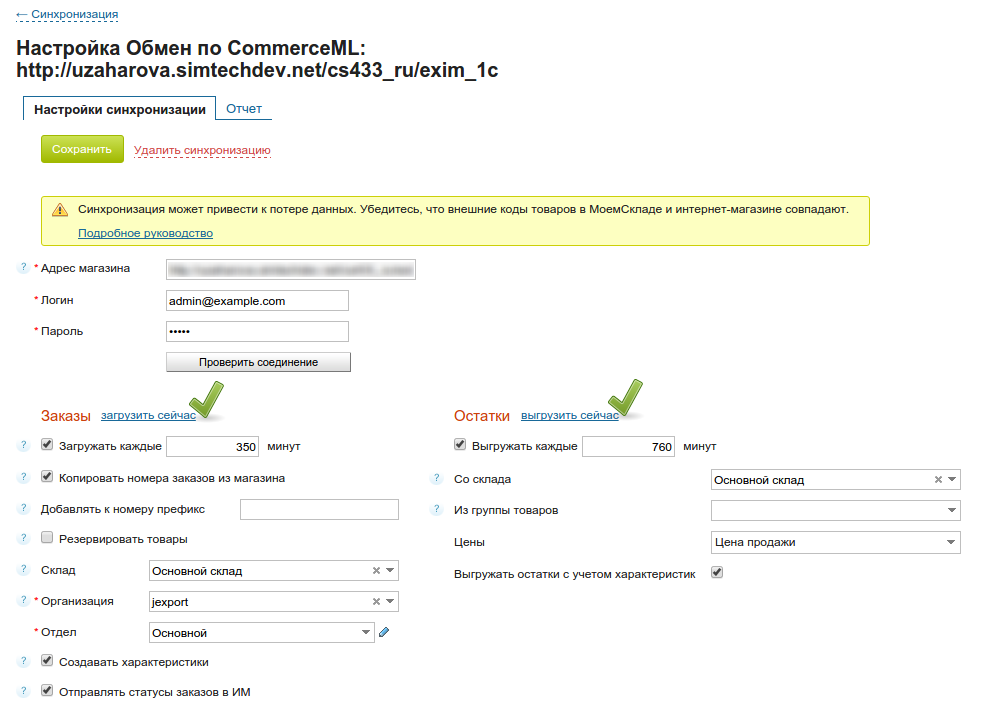 ← Синхронизация
Настройка Обмен по CommerceML:
http://uzaharova.simtechdev.net/cs433_ru/exim_1c
Настройки синхронизации Отчет
Сохранить Удалить синхронизацию
Синхронизация может привести к потере данных. Убедитесь, что внешние коды товаров в МоемСкладе и интернет-магазине совпадают.
Подробное руководство
? * Адрес магазина
* Логин admin@example.com
* Пароль •••••
Проверить соединение
Заказы загрузить сейчас
? Загружать каждые 350 минут
? Копировать номера заказов из магазина
? Добавлять к номеру префикс
? Резервировать товары
? Склад Основной склад
? * Организация jexport
* Отдел Основной
? Создавать характеристики
? Отправлять статусы заказов в ИМ
Остатки выгрузить сейчас
Выгружать каждые 760 минут
? Со склада Основной склад
? Из группы товаров
Цены Цена продажи
Выгружать остатки с учетом характеристик